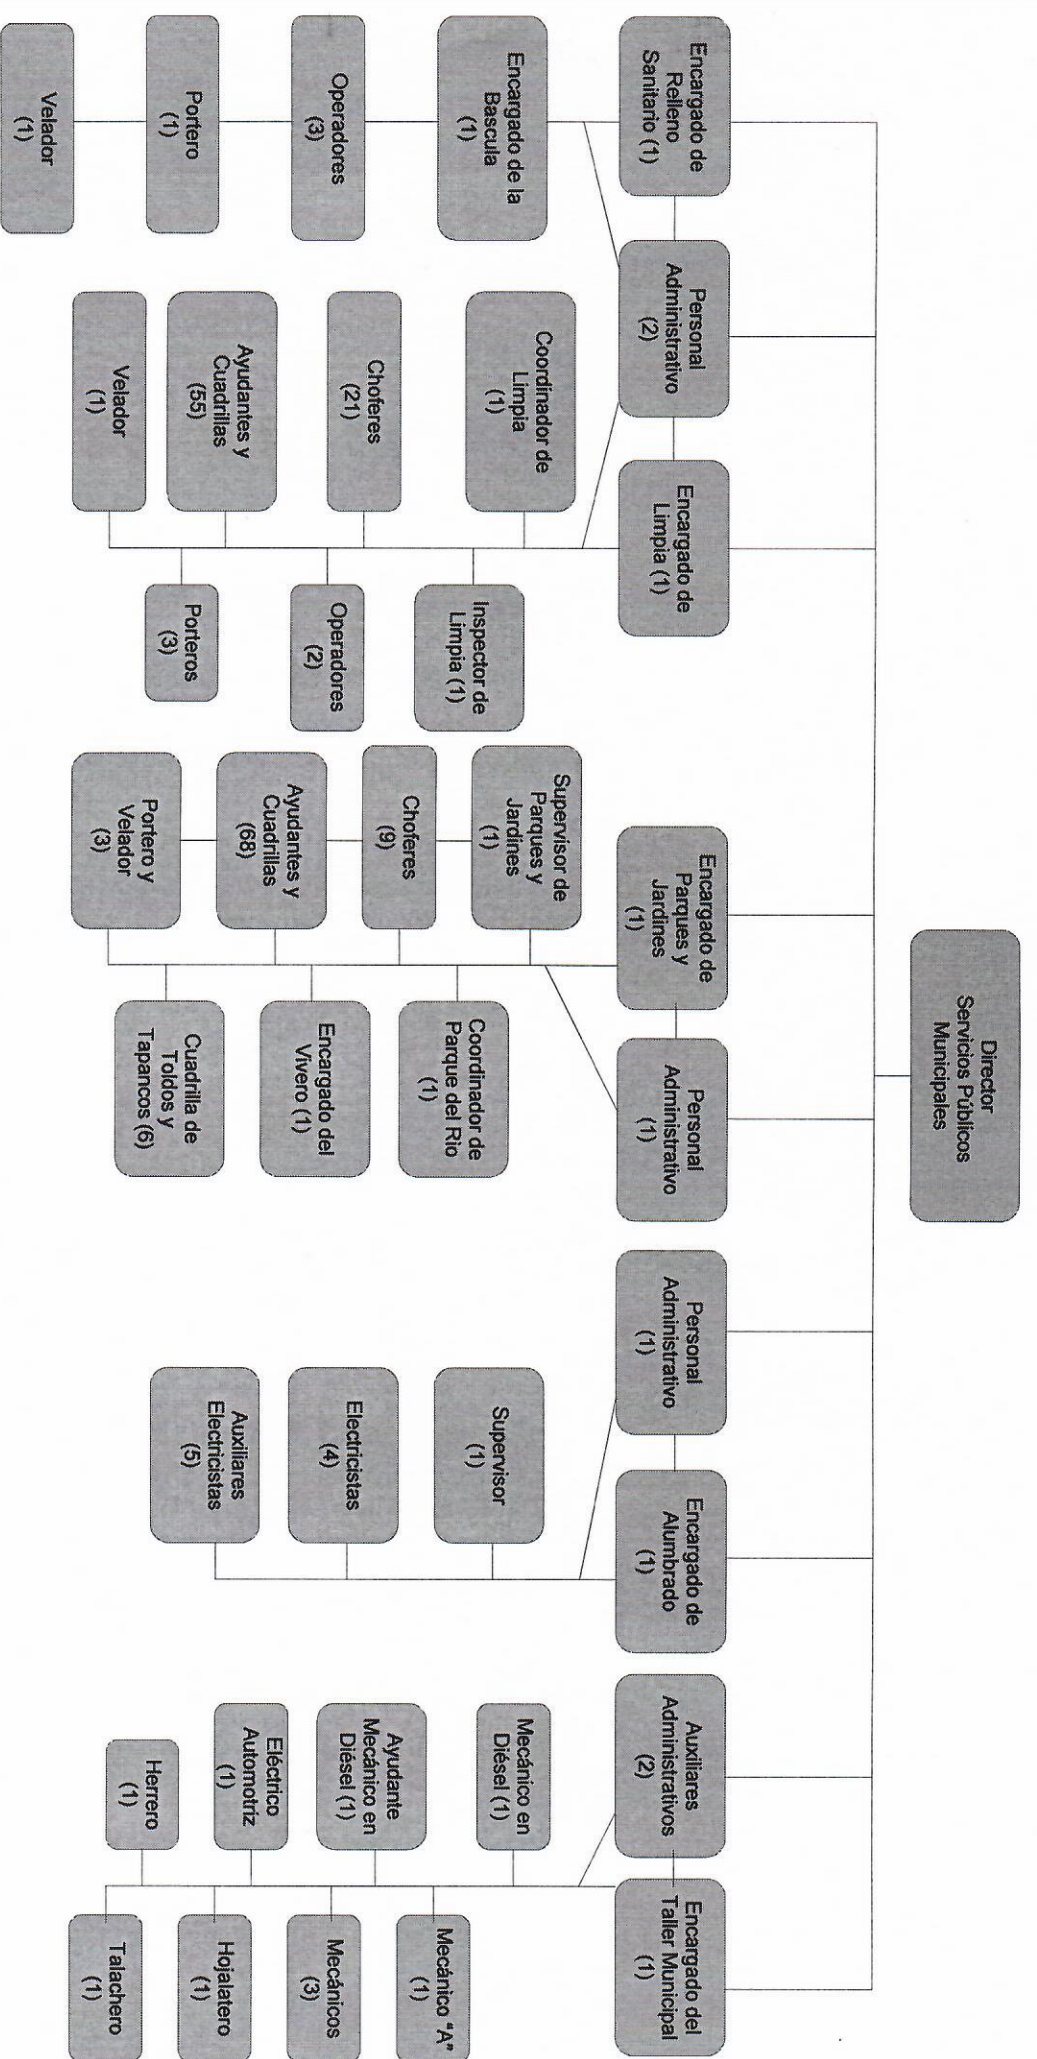 Director
Servicios Públicos
Municipales
Encargado de
Relleno
Sanitario (1)
Personal
Administrativo
(2)
Encargado de
Limpia (1)
Encargado de
Parques y
Jardines
(1)
Personal
Administrativo
(1)
Personal
Administrativo
(1)
Encargado de
Alumbrado
(1)
Auxiliares
Administrativos
(2)
Encargado del
Taller Municipal
(1)
Encargado de la
Bascula
(1)
Operadores
(3)
Portero
(1)
Velador
(1)
Coordinador de
Limpia
(1)
Inspector de
Limpia (1)
Choferes
(21)
Operadores
(2)
Ayudantes y
Cuadrillas
(55)
Porteros
(3)
Velador
(1)
Supervisor de
Parques y
Jardines
(1)
Coordinador de
Parque del Rio
(1)
Choferes
(9)
Encargado del
Vivero (1)
Ayudantes y
Cuadrillas
(68)
Cuadrilla de
Toldos y
Tapancos (6)
Portero y
Velador
(3)
Supervisor
(1)
Electricistas
(4)
Auxiliares
Electricistas
(5)
Mecánico en
Diésel (1)
Mecánico "A"
(1)
Ayudante
Mecánico en
Diésel (1)
Mecánicos
(3)
Eléctrico
Automotriz
(1)
Hojalatero
(1)
Herrero
(1)
Talachero
(1)